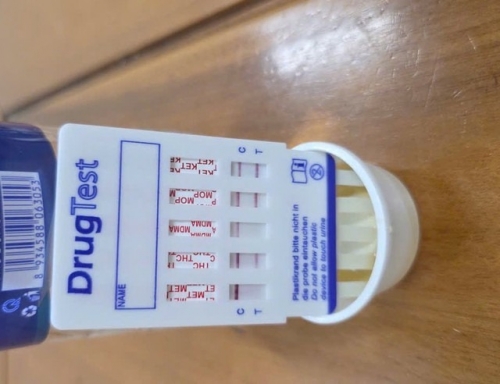 DrugTest
NAME
KET
MOP
MDMA
THC
MET
C
T
C
T
Plastikrand bitte nicht in
die probe eintauchen
Do not allow plastic
device to touch urine